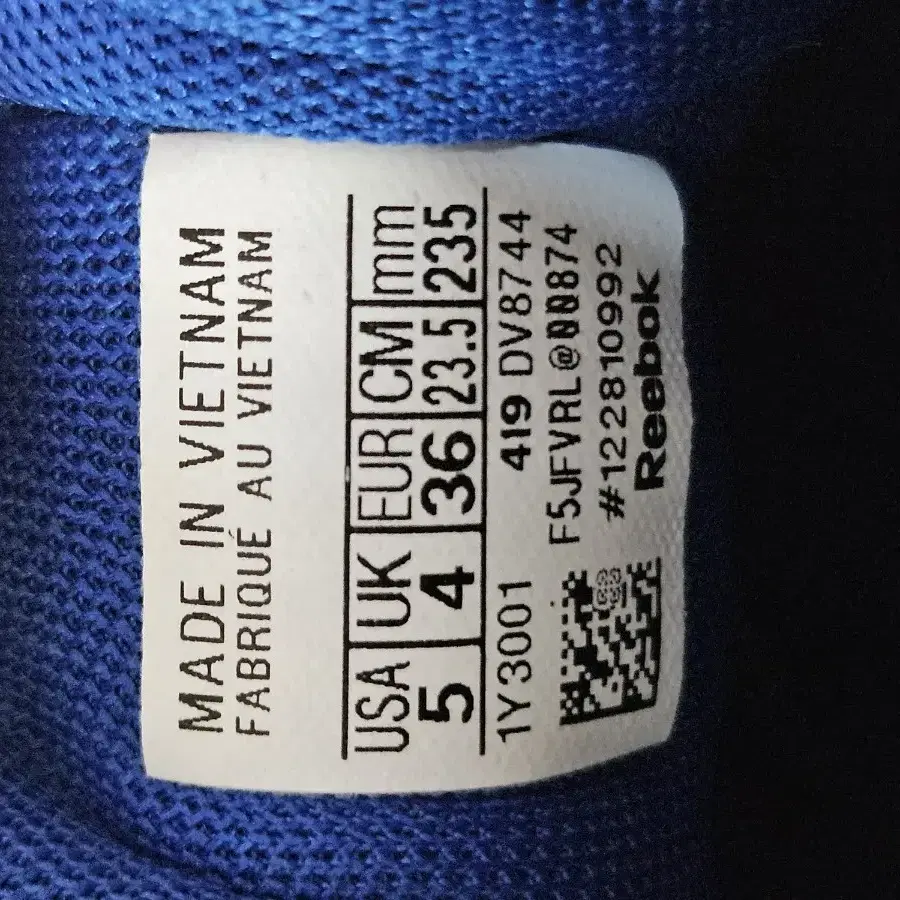 MADE IN VIETNAM
FABRIQUÉ AU VIETNAM
USA UK EUR CM mm
5 4 36 23.5 235
1Y3001 419 DV8744
F5JFVRL@00874
#122810992
Reebok